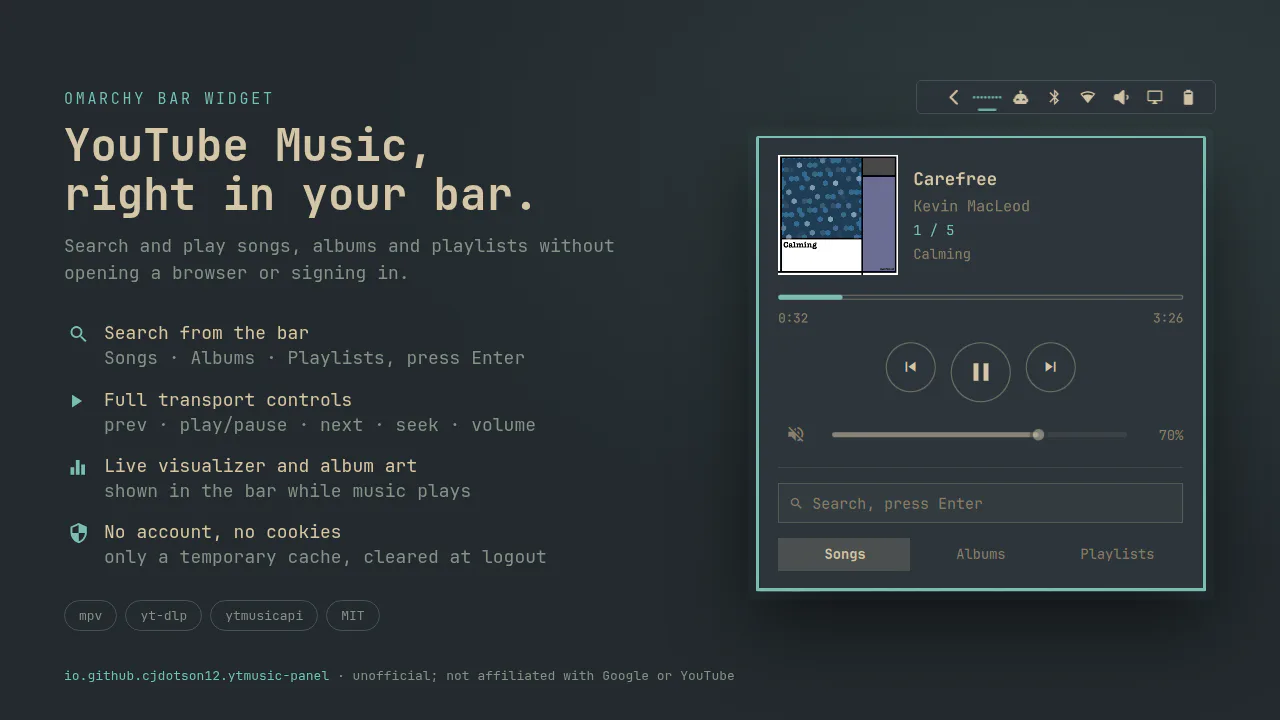 OMARCHY BAR WIDGET
YouTube Music,
right in your bar.
Search and play songs, albums and playlists without
opening a browser or signing in.
Search from the bar
Songs · Albums · Playlists, press Enter
Full transport controls
prev · play/pause · next · seek · volume
Live visualizer and album art
shown in the bar while music plays
No account, no cookies
only a temporary cache, cleared at logout
mpv
yt-dlp
ytmusicapi
MIT
io.github.cjdotson12.ytmusic-panel · unofficial; not affiliated with Google or YouTube
Calming
Carefree
Kevin MacLeod
1 / 5
Calming
0:32
3:26
70%
Search, press Enter
Songs
Albums
Playlists